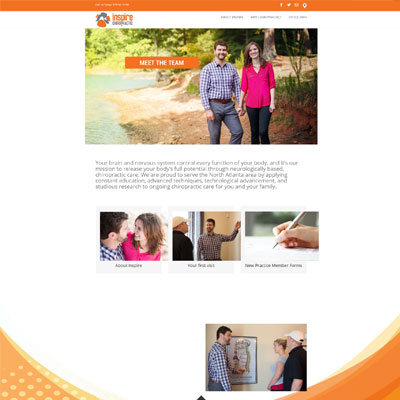 inspire
CHIROPRACTIC
ABOUT INSPIRE WHY CHIROPRACTIC? OFFICE INFO
MEET THE TEAM
Your brain and nervous system control every function of your body, and it's our
mission to release your body's full potential through neurologically based,
chiropractic care. We are proud to serve the North Atlanta area by applying
constant education, advanced techniques, technological advancement, and
studious research to ongoing chiropractic care for you and your family.
About Inspire Your first visit New Practice Member Forms